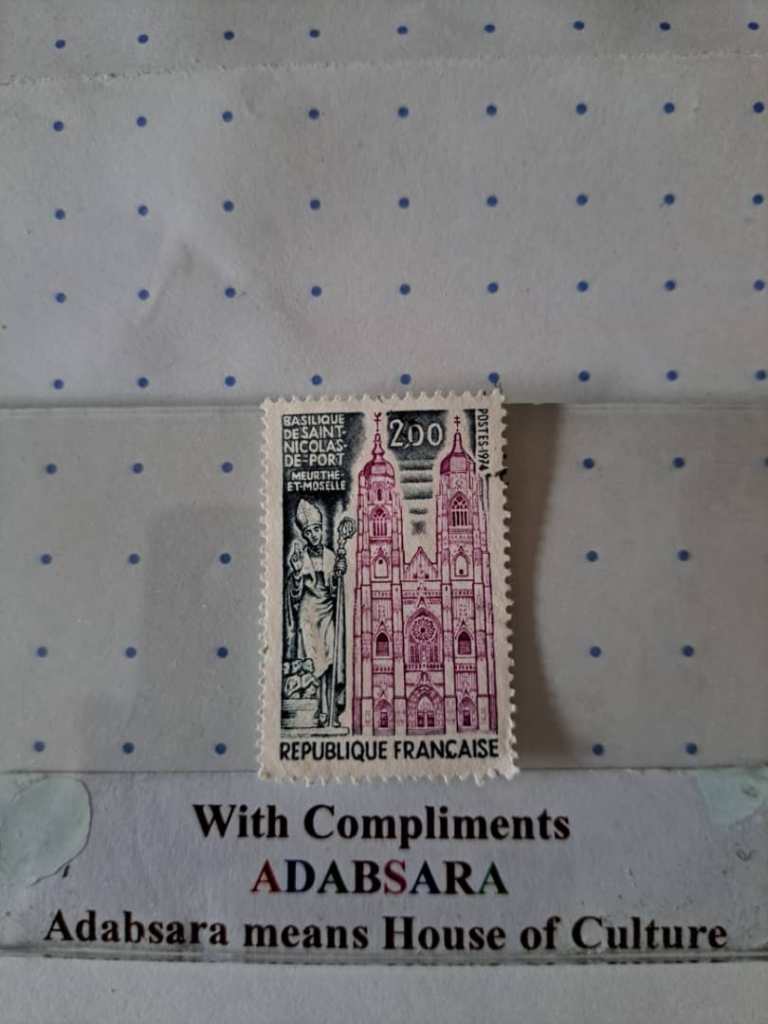 BASILIQUE
DE SAINT-
NICOLAS-
DE-PORT
MEURTHE-
ET-MOSELLE
2,00
POSTES 1974
REPUBLIQUE FRANÇAISE
With Compliments
ADABSARA
Adabsara means House of Culture